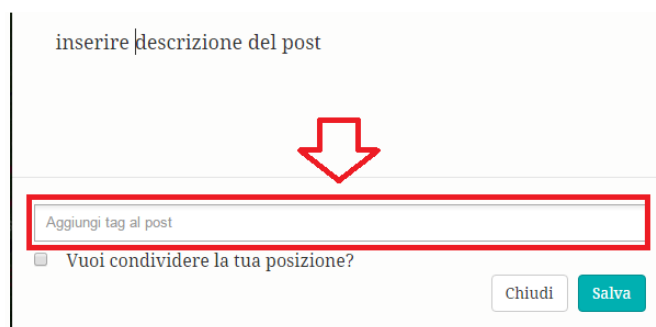 inserire descrizione del post
Aggiungi tag al post
Vuoi condividere la tua posizione?
Chiudi
Salva